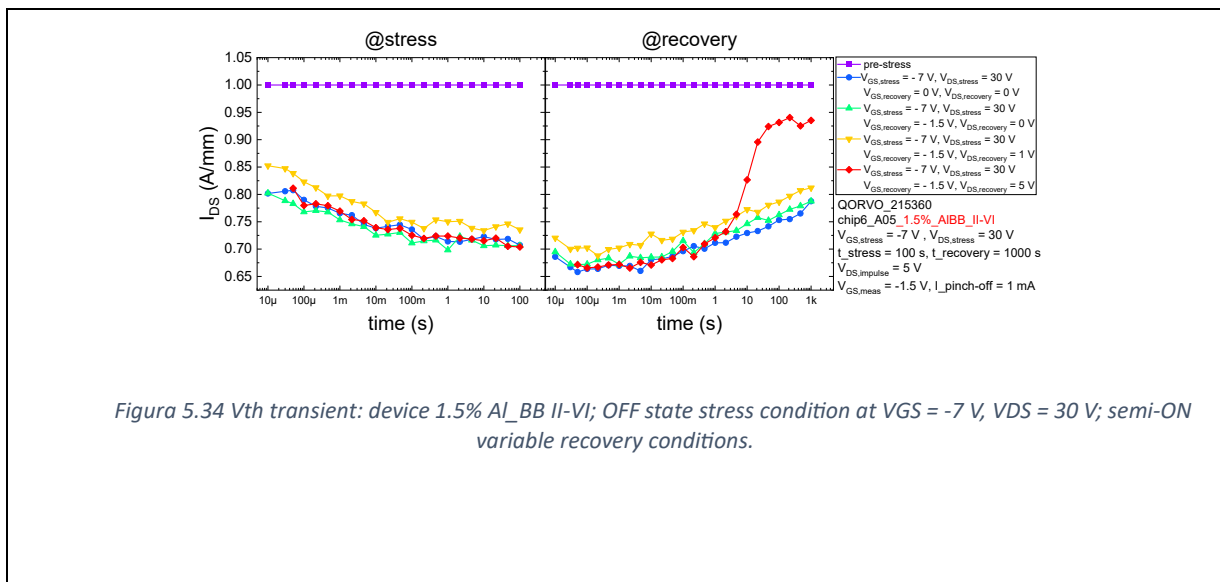 @stress
@recovery
1.05
1.00
0.95
0.90
0.85
0.80
0.75
0.70
0.65
I_DS (A/mm)
10µ 100µ 1m 10m 100m 1 10 100
10µ 100µ 1m 10m 100m 1 10 100 1k
time (s)
time (s)
pre-stress
V_GS,stress = - 7 V, V_DS,stress = 30 V
V_GS,recovery = 0 V, V_DS,recovery = 0 V
V_GS,stress = - 7 V, V_DS,stress = 30 V
V_GS,recovery = - 1.5 V, V_DS,recovery = 0 V
V_GS,stress = - 7 V, V_DS,stress = 30 V
V_GS,recovery = - 1.5 V, V_DS,recovery = 1 V
V_GS,stress = - 7 V, V_DS,stress = 30 V
V_GS,recovery = - 1.5 V, V_DS,recovery = 5 V
QORVO_215360
chip6_A05_1.5%_AlBB_II-VI
V_GS,stress = -7 V , V_DS,stress = 30 V
t_stress = 100 s, t_recovery = 1000 s
V_DS,impulse = 5 V
V_GS,meas = -1.5 V, I_pinch-off = 1 mA
Figura 5.34 Vth transient: device 1.5% Al_BB II-VI; OFF state stress condition at VGS = -7 V, VDS = 30 V; semi-ON
variable recovery conditions.